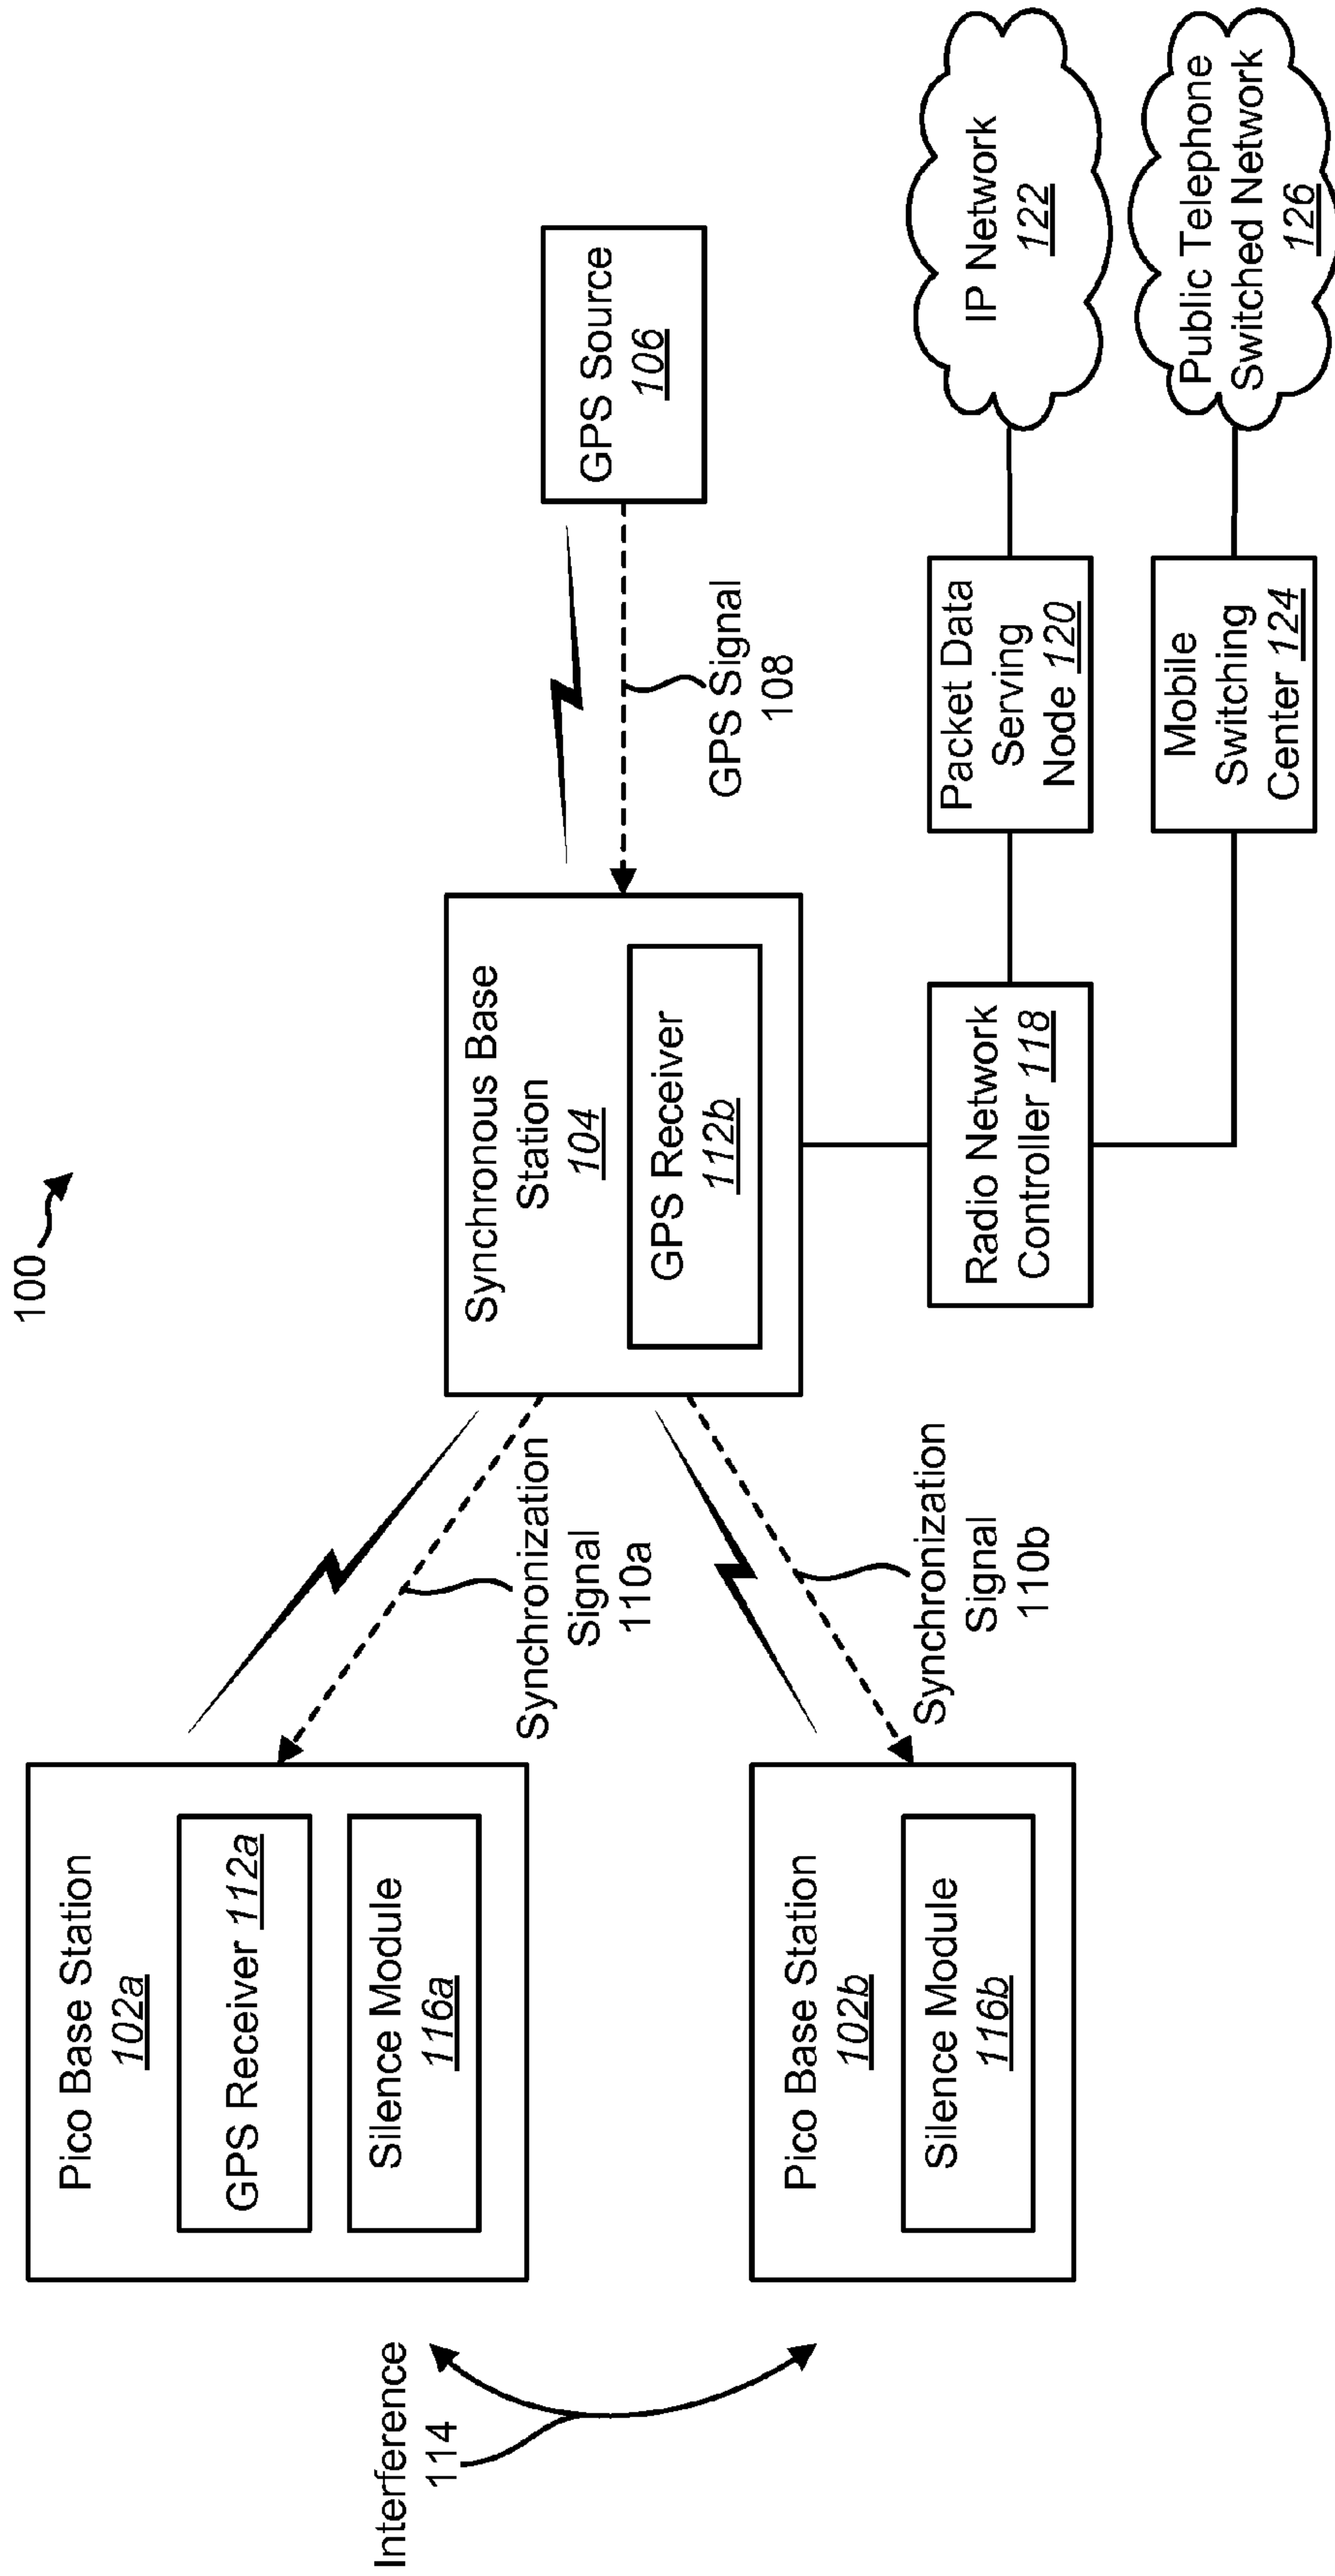 100
Pico Base Station
102a
GPS Receiver 112a
Silence Module
116a
Interference
114
Pico Base Station
102b
Silence Module
116b
Synchronization
Signal
110a
Synchronization
Signal
110b
Synchronous Base
Station
104
GPS Receiver
112b
GPS Signal
108
GPS Source
106
Radio Network
Controller 118
Packet Data
Serving
Node 120
IP Network
122
Mobile
Switching
Center 124
Public Telephone
Switched Network
126